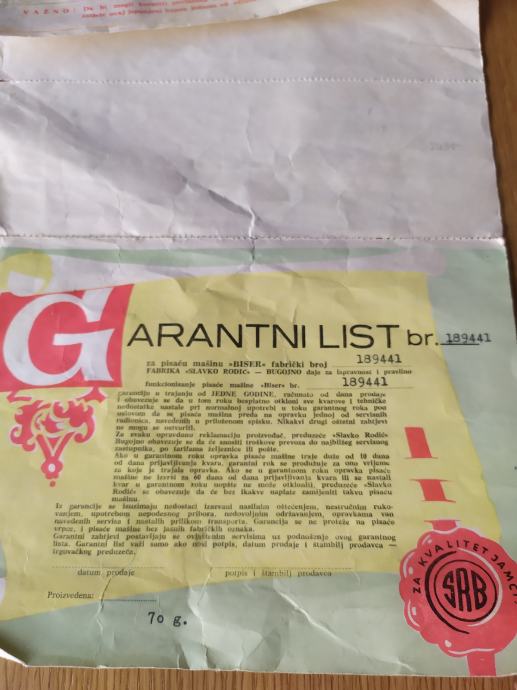 VAŽNO:
GARANTNI LIST br. 189441
za pisaću mašinu »BISER« fabrički broj 189441
FABRIKA »SLAVKO RODIĆ« — BUGOJNO daje za ispravnost i pravilno
funkcionisanje pisaće mašine »Biser« br. 189441
garanciju u trajanju od JEDNE GODINE, računato od dana prodaje
i obavezuje se da u tom roku besplatno otkloni sve kvarove i tehničke
nedostatke nastale pri normalnoj upotrebi u toku garantnog roka pod
uslovom da se pisaća mašina preda na opravku jednoj od servisnih
radionica, navedenih u priloženom spisku. Nikakvi drugi oštetni zahtjevi
ne mogu se ostvariti.
Za svaku opravdanu reklamaciju proizvođač, preduzeće »Slavko Rodić«
Bugojno obavezuje se da će snositi troškove prevoza do najbližeg servisnog
zastupnika, po tarifama željeznice ili pošte.
Ako u garantnom roku opravka pisaće mašine traje duže od 10 dana
od dana prijavljivanja kvara, garantni rok se produžuje za ono vrijeme
za koje je trajala opravka. Ako se u garantnom roku opravka pisaće
mašine ne izvrši za 60 dana od dana prijavljivanja ili se nastali
kvar u garantnom roku uopšte ne može otkloniti, preduzeće »Slavko
Rodić« obavezuje se da će bez ikakve naplate zamijeniti takvu pisaću
mašinu.
Iz garancije se izuzimaju nedostaci izazvani nasilnim oštećenjem, nestručnim ruko-
vanjem, upotrebom nepodesnog pribora, nedovoljnim održavanjem, opravkama van
navedenih servisa i nastalih prilikom transporta. Garancija se ne proteže na pisaće
vrpce, i pisaće mašine bez jasnih fabričkih oznaka.
Garantni zahtjevi postavljaju se ovlaštenim servisima uz podnošenje ovog garantnog
lista. Garantni list važi samo ako nosi potpis, datum prodaje i štambilj prodavca —
trgovačkog preduzeća.
datum prodaje potpis i štambilj prodavca
Proizvedena:
70 g.
ZA KVALITET JAMČI
SRB